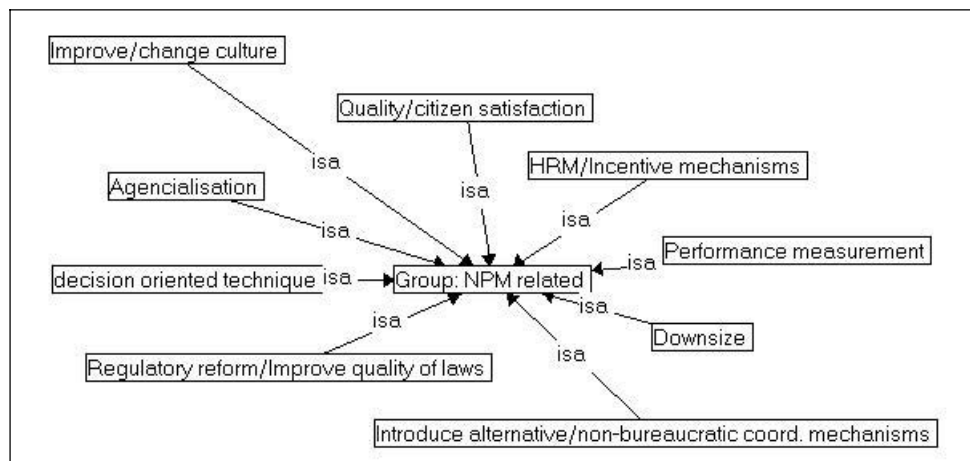 Improve/change culture
Quality/citizen satisfaction
isa
HRM/Incentive mechanisms
isa
Agencialisation
isa
isa
Performance measurement
isa
decision oriented technique
isa
Group: NPM related
isa
Downsize
isa
Regulatory reform/Improve quality of laws
isa
Introduce alternative/non-bureaucratic coord. mechanisms